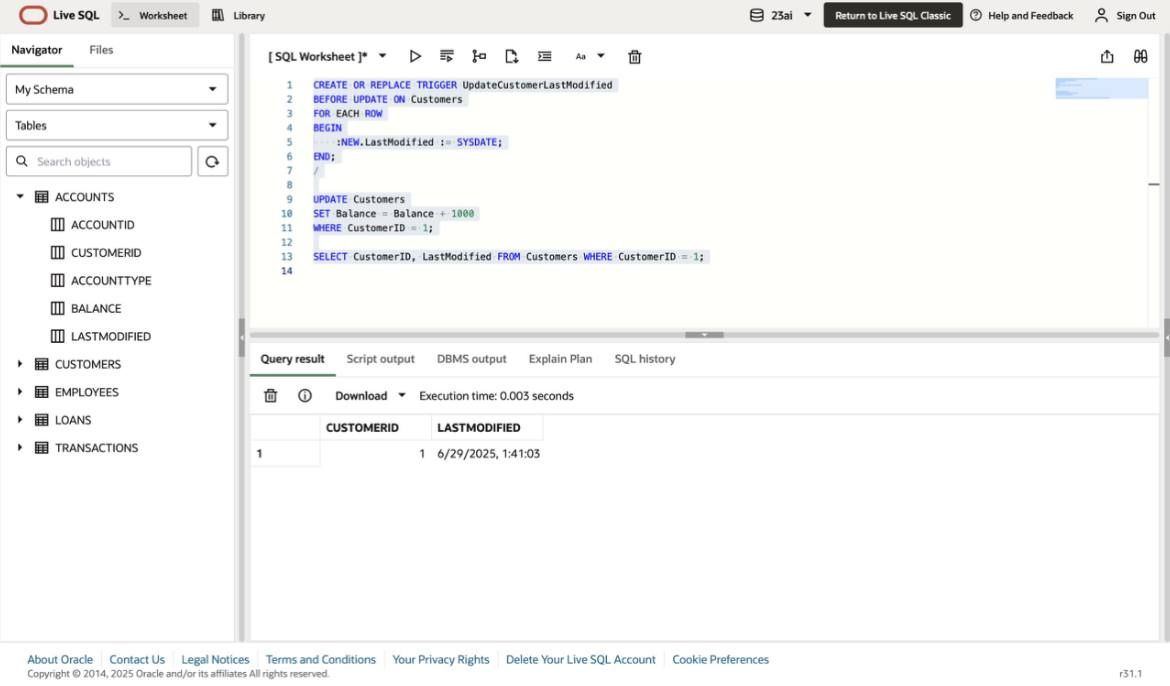 Live SQL
Worksheet
Library
23ai
Return to Live SQL Classic
Help and Feedback
Sign Out
Navigator
Files
My Schema
Tables
Search objects
ACCOUNTS
ACCOUNTID
CUSTOMERID
ACCOUNTTYPE
BALANCE
LASTMODIFIED
CUSTOMERS
EMPLOYEES
LOANS
TRANSACTIONS
[ SQL Worksheet ]*
Aa
1 CREATE OR REPLACE TRIGGER UpdateCustomerLastModified
2 BEFORE UPDATE ON Customers
3 FOR EACH ROW
4 BEGIN
5 :NEW.LastModified := SYSDATE;
6 END;
7 /
8
9 UPDATE Customers
10 SET Balance = Balance + 1000
11 WHERE CustomerID = 1;
12
13 SELECT CustomerID, LastModified FROM Customers WHERE CustomerID = 1;
14
Query result
Script output
DBMS output
Explain Plan
SQL history
Download
Execution time: 0.003 seconds
CUSTOMERID LASTMODIFIED
1 1 6/29/2025, 1:41:03
About Oracle
Contact Us
Legal Notices
Terms and Conditions
Your Privacy Rights
Delete Your Live SQL Account
Cookie Preferences
Copyright © 2014, 2025 Oracle and/or its affiliates All rights reserved.
r31.1